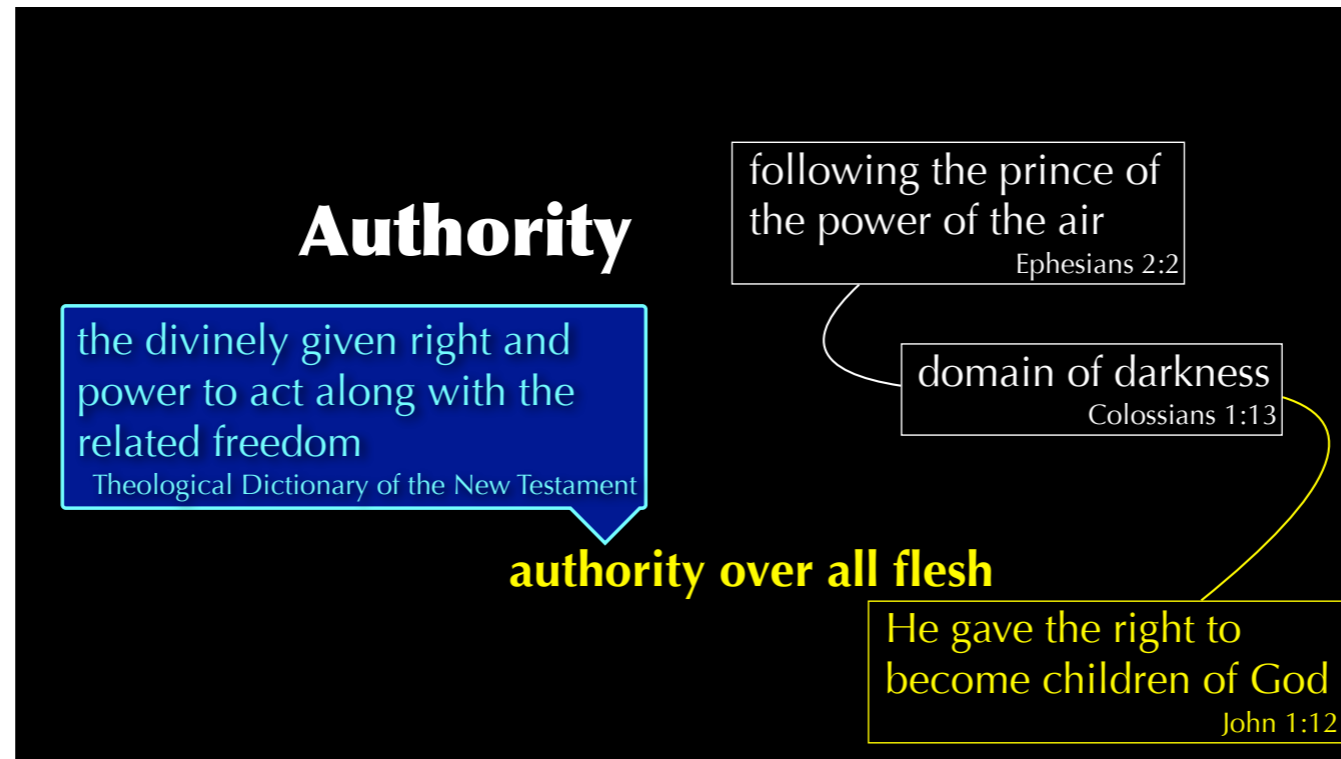 Authority
the divinely given right and
power to act along with the
related freedom
Theological Dictionary of the New Testament
authority over all flesh
following the prince of
the power of the air
Ephesians 2:2
domain of darkness
Colossians 1:13
He gave the right to
become children of God
John 1:12